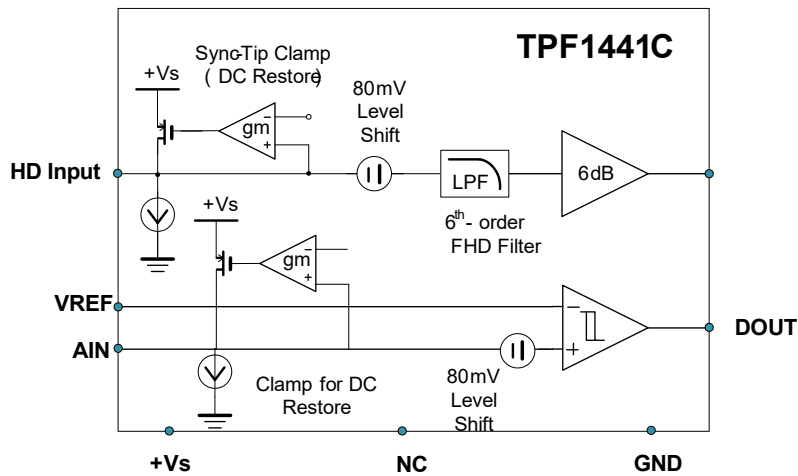 TPF1441C
Sync-Tip Clamp
( DC Restore)
+Vs
gm
−
+
80mV
Level
Shift
HD Input
LPF
6dB
6th- order
FHD Filter
+Vs
gm
−
+
VREF
AIN
−
+
DOUT
80mV
Level
Shift
Clamp for DC
Restore
+Vs
NC
GND